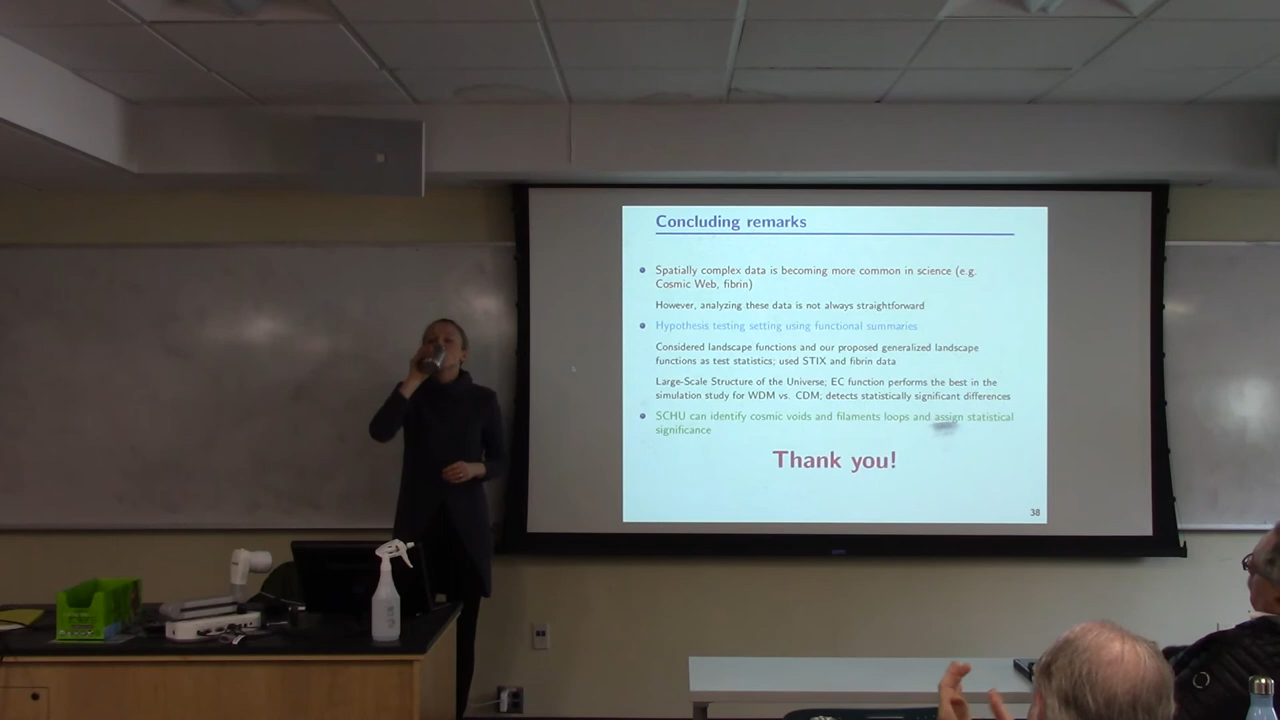 Concluding remarks
Spatially complex data is becoming more common in science (e.g.
Cosmic Web, fibrin)
However, analyzing these data is not always straightforward
Hypothesis testing setting using functional summaries
Considered landscape functions and our proposed generalized landscape
functions as test statistics; used STIX and fibrin data
Large-Scale Structure of the Universe; EC function performs the best in the
simulation study for WDM vs. CDM; detects statistically significant differences
SCHU can identify cosmic voids and filaments loops and assign statistical
significance
Thank you!
38